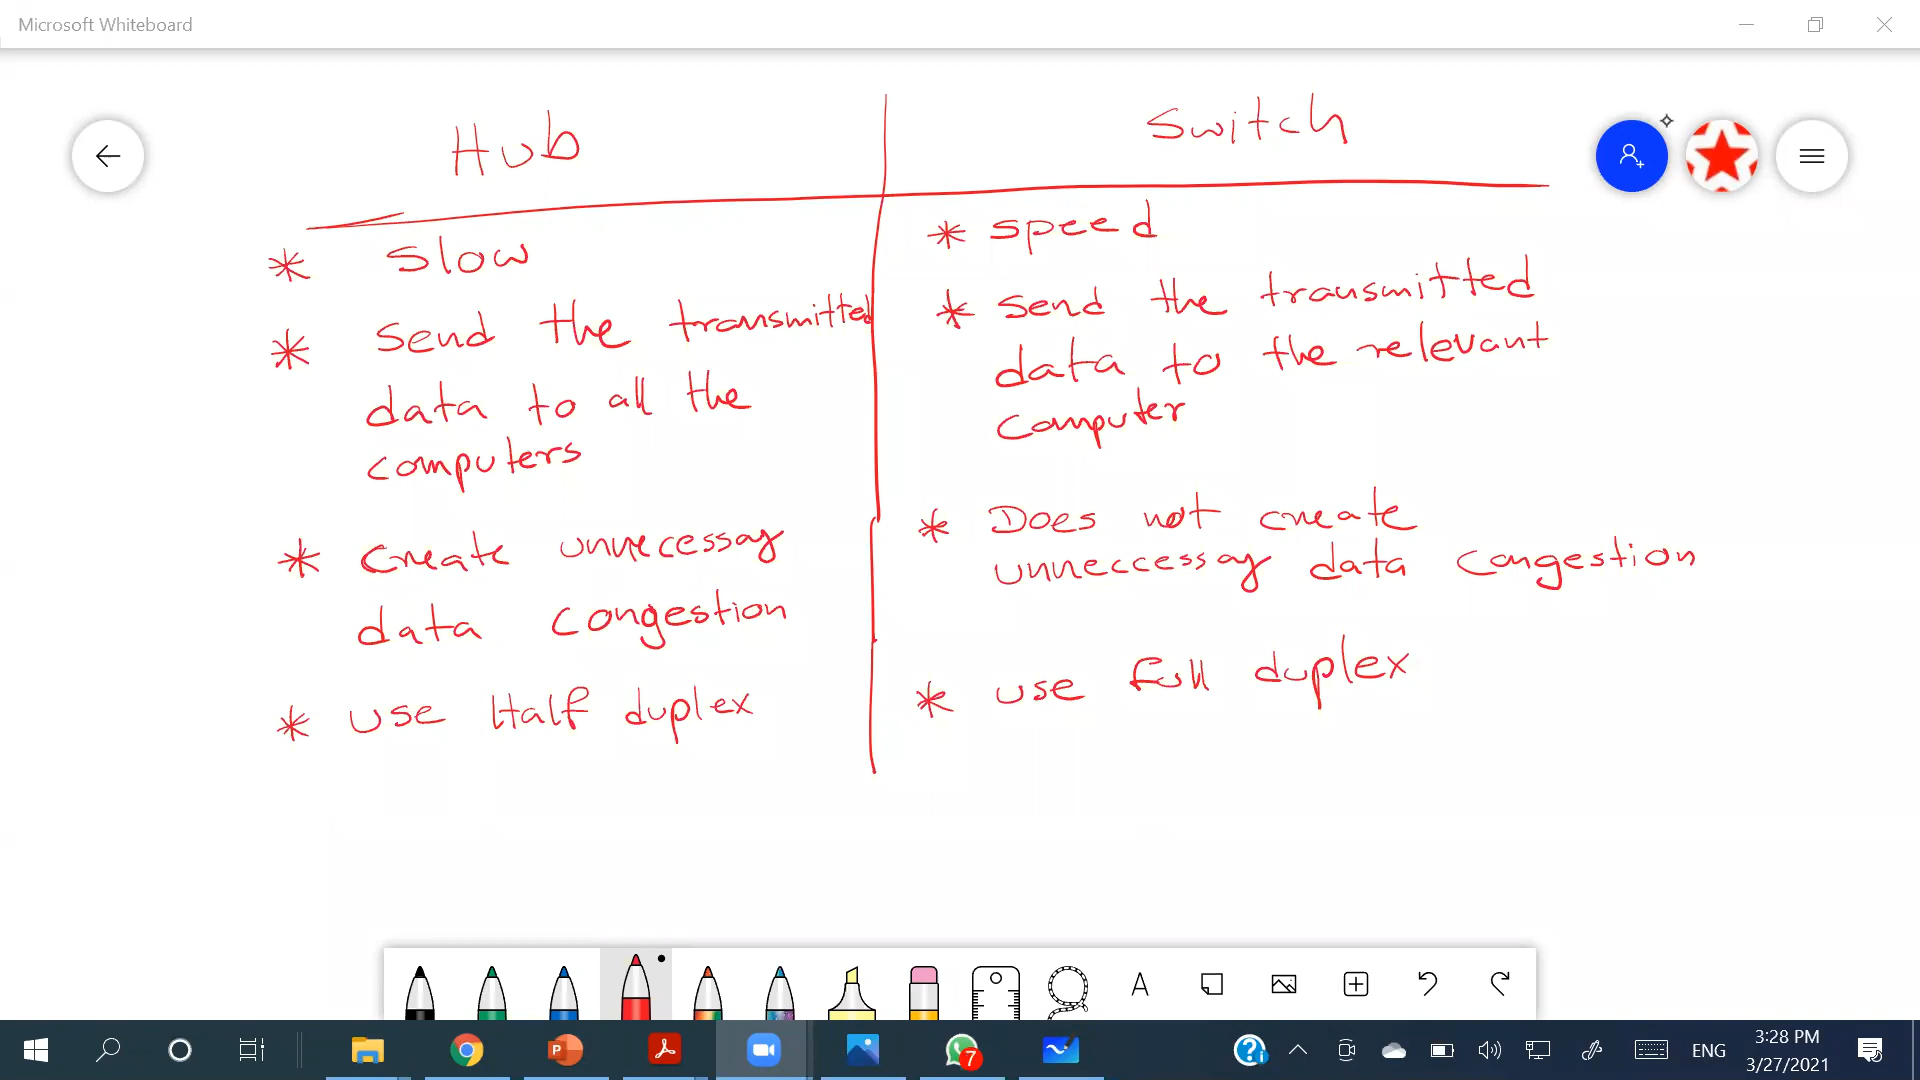 Microsoft Whiteboard
Hub
Switch
* Slow
* Send the transmitted
data to all the
computers
* Create unnecessay
data congestion
* use Half duplex
* speed
* Send the transmitted
data to the relevant
computer
* Does not create
unneccessay data congestion
* use full duplex
A
7
ENG
3:28 PM
3/27/2021